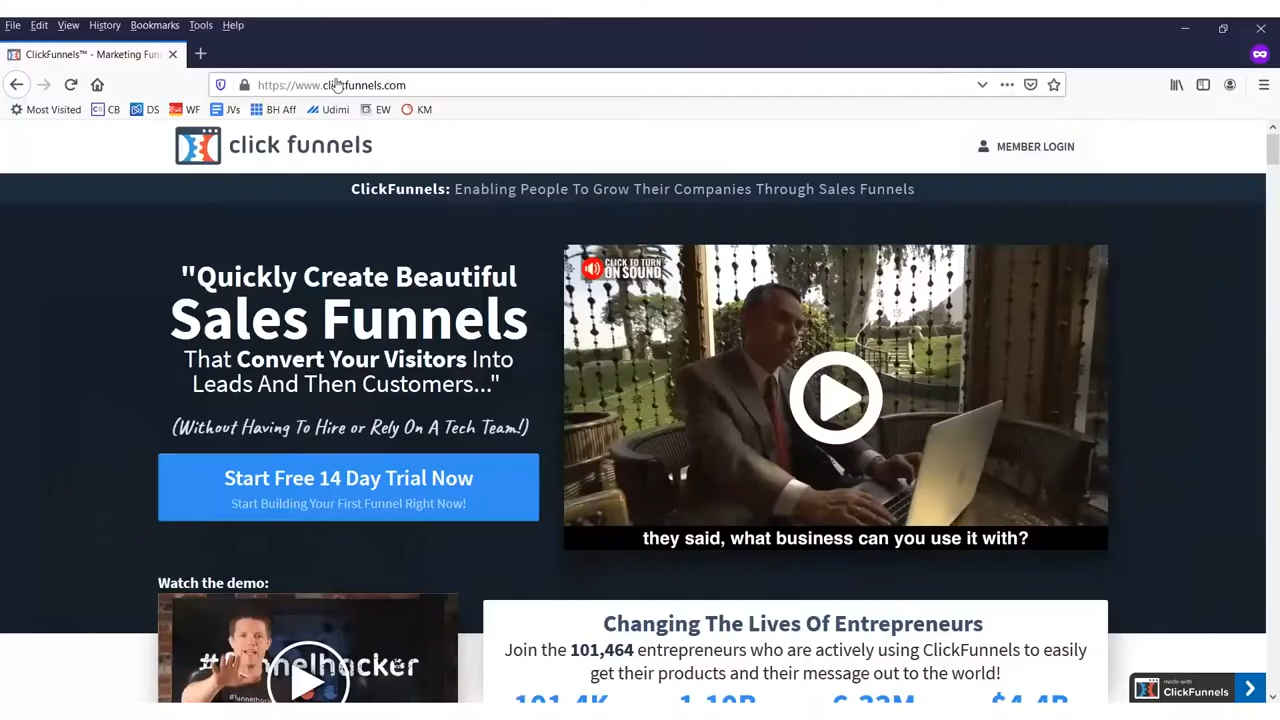 File Edit View History Bookmarks Tools Help
ClickFunnels™ - Marketing Fun
https://www.clickfunnels.com
Most Visited CB DS WF JVs BH Aff Udimi EW KM
click funnels
MEMBER LOGIN
ClickFunnels: Enabling People To Grow Their Companies Through Sales Funnels
"Quickly Create Beautiful
Sales Funnels
That Convert Your Visitors Into
Leads And Then Customers..."
(Without Having To Hire or Rely On A Tech Team!)
Start Free 14 Day Trial Now
Start Building Your First Funnel Right Now!
CLICK TO TURN
ON SOUND
they said, what business can you use it with?
Watch the demo:
#funnelhacker
Changing The Lives Of Entrepreneurs
Join the 101,464 entrepreneurs who are actively using ClickFunnels to easily
get their products and their message out to the world!
101.4K
made with
ClickFunnels